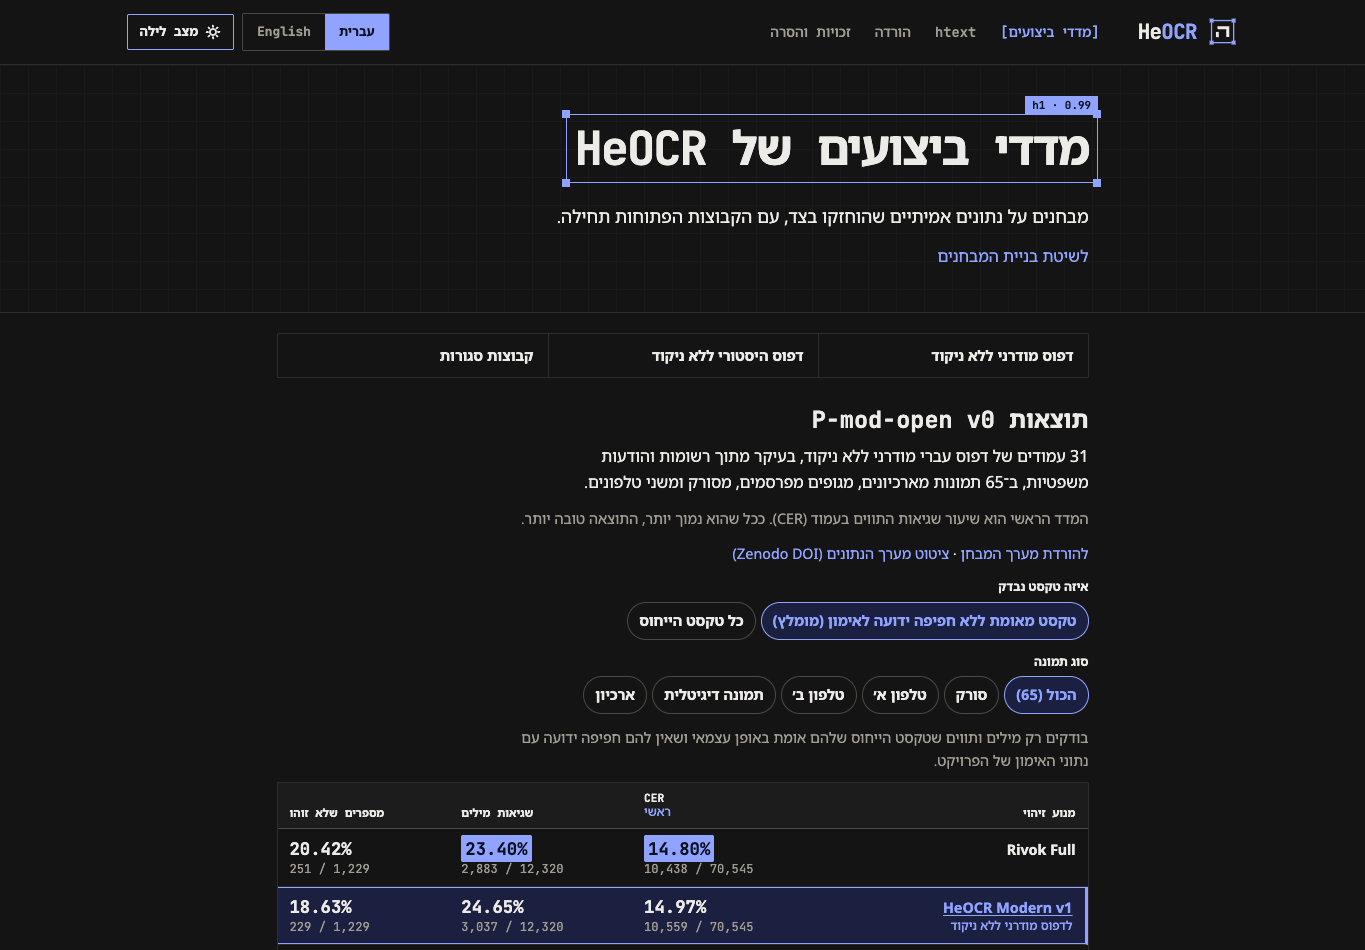 HeOCR ה
[מדדי ביצועים] htext הורדה זכויות והסרה
עברית English מצב לילה
h1 · 0.99
מדדי ביצועים של HeOCR
מבחנים על נתונים אמיתיים שהוחזקו בצד, עם הקבוצות הפתוחות תחילה.
לשיטת בניית המבחנים
דפוס מודרני ללא ניקוד דפוס היסטורי ללא ניקוד קבוצות סגורות
תוצאות P-mod-open v0
31 עמודים של דפוס עברי מודרני ללא ניקוד, בעיקר מתוך רשומות והודעות
משפטיות, ב־65 תמונות מארכיונים, מגופים מפרסמים, מסורק ומשני טלפונים.
המדד הראשי הוא שיעור שגיאות התווים בעמוד (CER). ככל שהוא נמוך יותר, התוצאה טובה יותר.
להורדת מערך המבחן · ציטוט מערך הנתונים (Zenodo DOI)
איזה טקסט נבדק
טקסט מאומת ללא חפיפה ידועה לאימון (מומלץ) כל טקסט הייחוס
סוג תמונה
הכול (65) סורק טלפון א׳ טלפון ב׳ תמונה דיגיטלית ארכיון
בודקים רק מילים ותווים שטקסט הייחוס שלהם אומת באופן עצמאי ושאין להם חפיפה ידועה עם
נתוני האימון של הפרויקט.
מנוע זיהוי CER שגיאות מילים מספרים שלא זוהו
ראשי
Rivok Full 14.80% 23.40% 20.42%
10,438 / 70,545 2,883 / 12,320 251 / 1,229
HeOCR Modern v1 14.97% 24.65% 18.63%
לדפוס מודרני ללא ניקוד 10,559 / 70,545 3,037 / 12,320 229 / 1,229